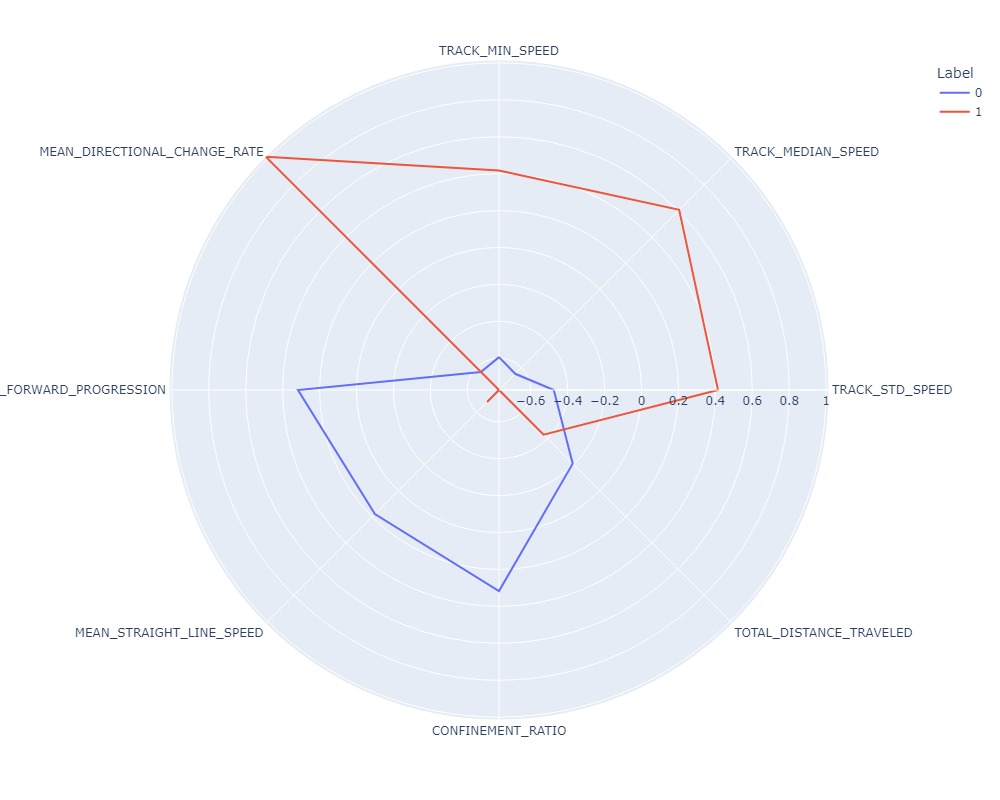 TRACK_MIN_SPEED
Label
0
1
MEAN_DIRECTIONAL_CHANGE_RATE
TRACK_MEDIAN_SPEED
_FORWARD_PROGRESSION
TRACK_STD_SPEED
−0.6 −0.4 −0.2 0 0.2 0.4 0.6 0.8 1
MEAN_STRAIGHT_LINE_SPEED
TOTAL_DISTANCE_TRAVELED
CONFINEMENT_RATIO